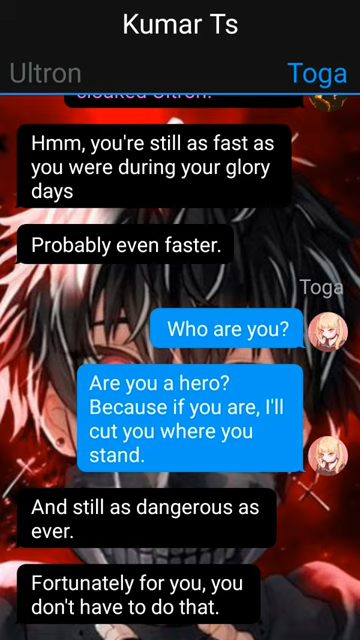 Kumar Ts
Ultron
Toga
cloaked Ultron.
Hmm, you're still as fast as
you were during your glory
days
Probably even faster.
Toga
Who are you?
Are you a hero?
Because if you are, I'll
cut you where you
stand.
And still as dangerous as
ever.
Fortunately for you, you
don't have to do that.